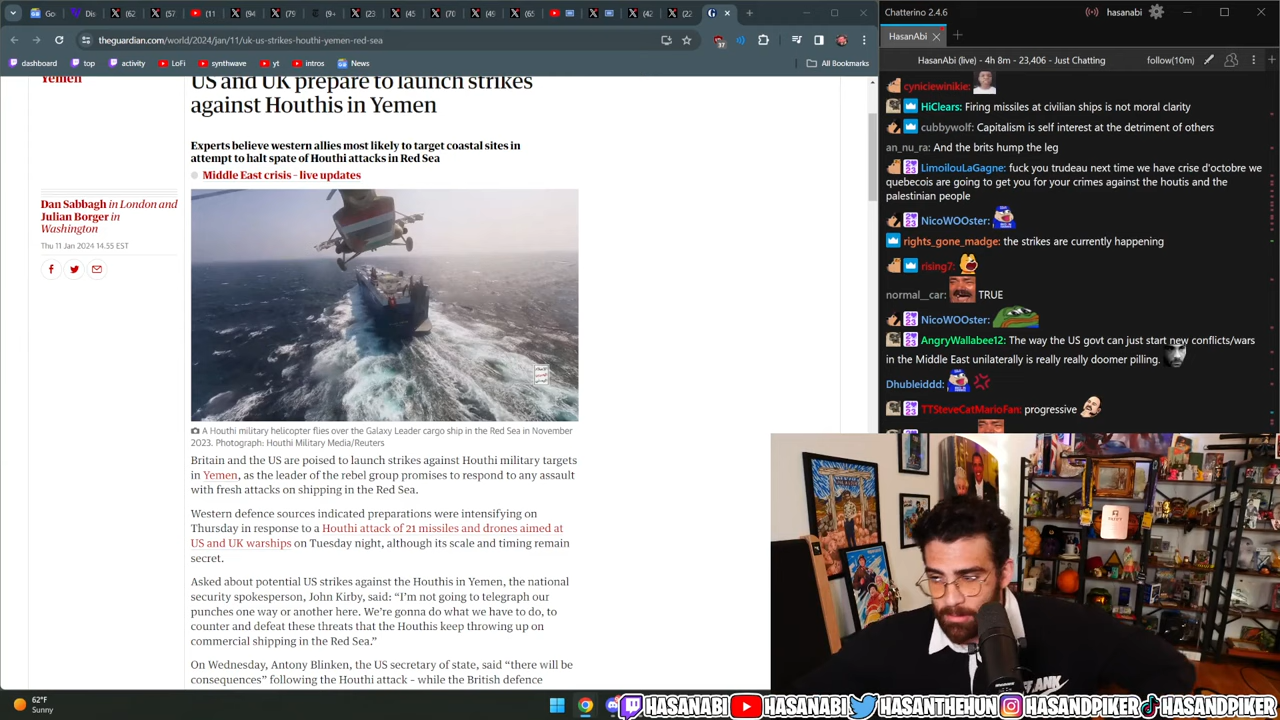 Go
Dis
(62
(57
(11
(94
(79
(9+
(23
(45
(70
(49
(65
(42
(22
theguardian.com/world/2024/jan/11/uk-us-strikes-houthi-yemen-red-sea
37
dashboard
top
activity
LoFi
synthwave
yt
intros
News
All Bookmarks
Yemen
US and UK prepare to launch strikes
against Houthis in Yemen
Experts believe western allies most likely to target coastal sites in
attempt to halt spate of Houthi attacks in Red Sea
Middle East crisis – live updates
Dan Sabbagh in London and
Julian Borger in
Washington
Thu 11 Jan 2024 14.55 EST
A Houthi military helicopter flies over the Galaxy Leader cargo ship in the Red Sea in November
2023. Photograph: Houthi Military Media/Reuters
Britain and the US are poised to launch strikes against Houthi military targets
in Yemen, as the leader of the rebel group promises to respond to any assault
with fresh attacks on shipping in the Red Sea.
Western defence sources indicated preparations were intensifying on
Thursday in response to a Houthi attack of 21 missiles and drones aimed at
US and UK warships on Tuesday night, although its scale and timing remain
secret.
Asked about potential US strikes against the Houthis in Yemen, the national
security spokesperson, John Kirby, said: “I’m not going to telegraph our
punches one way or another here. We’re gonna do what we have to do, to
counter and defeat these threats that the Houthis keep throwing up on
commercial shipping in the Red Sea.”
On Wednesday, Antony Blinken, the US secretary of state, said “there will be
consequences” following the Houthi attack – while the British defence
Chatterino 2.4.6
hasanabi
HasanAbi
HasanAbi (live) - 4h 8m - 23,406 - Just Chatting
follow(10m)
cyniciewinikie:
HiClears: Firing missiles at civilian ships is not moral clarity
cubbywolf: Capitalism is self interest at the detriment of others
an_nu_ra: And the brits hump the leg
LimoilouLaGagne: fuck you trudeau next time we have crise d'octobre we
quebecois are going to get you for your crimes against the houtis and the
palestinian people
NicoWOOster:
rights_gone_madge: the strikes are currently happening
rising7:
normal__car: TRUE
NicoWOOster:
AngryWallabee12: The way the US govt can just start new conflicts/wars
in the Middle East unilaterally is really really doomer pilling.
Dhubleiddd:
TTSteveCatMarioFan: progressive
62°F
Sunny
HASANABI HASANABI HASANTHEHUN HASANDPIKER HASANDPIKER